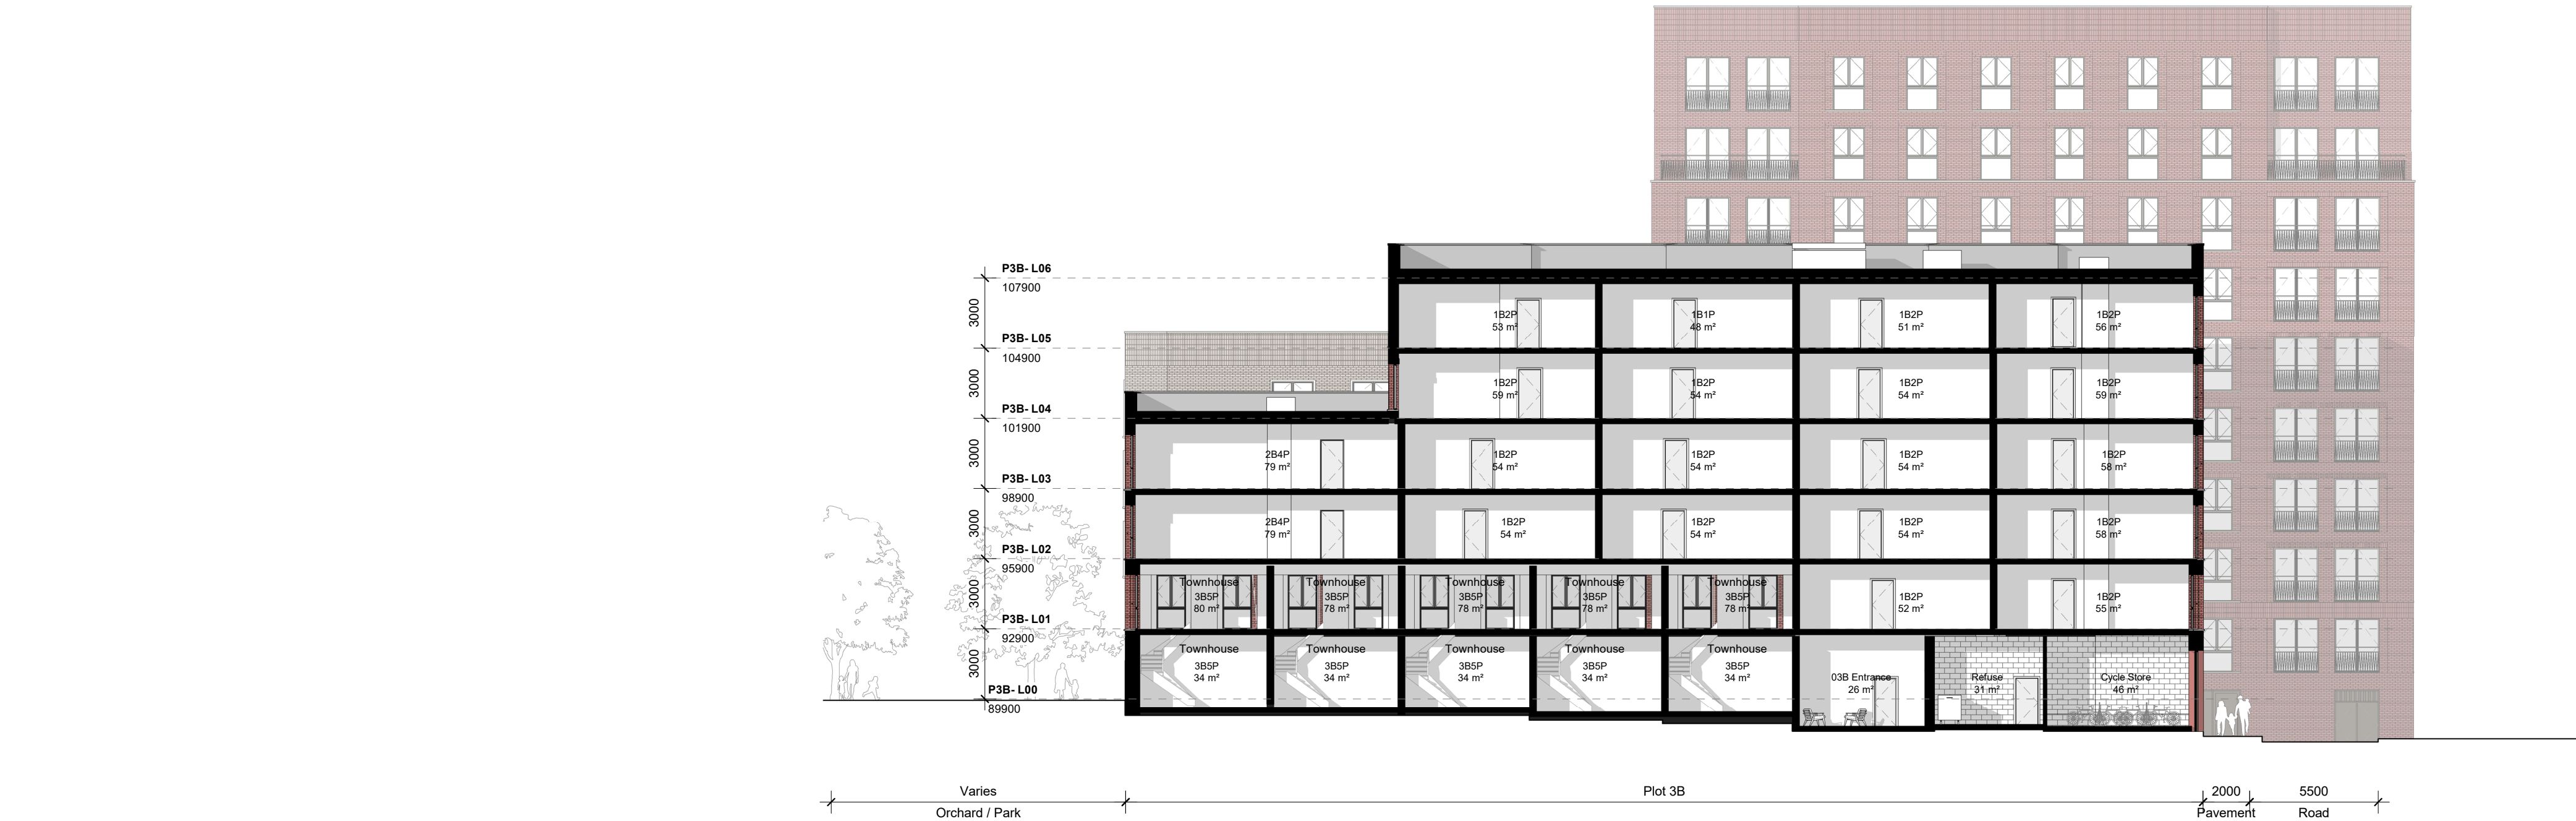 P3B- L06
107900
3000
1B2P
53 m²
1B1P
48 m²
1B2P
51 m²
1B2P
56 m²
P3B- L05
104900
3000
1B2P
59 m²
1B2P
54 m²
1B2P
54 m²
1B2P
59 m²
P3B- L04
101900
3000
2B4P
79 m²
1B2P
54 m²
1B2P
54 m²
1B2P
54 m²
1B2P
58 m²
P3B- L03
98900
3000
2B4P
79 m²
1B2P
54 m²
1B2P
54 m²
1B2P
54 m²
1B2P
58 m²
P3B- L02
95900
3000
Townhouse
3B5P
80 m²
Townhouse
3B5P
78 m²
Townhouse
3B5P
78 m²
Townhouse
3B5P
78 m²
Townhouse
3B5P
78 m²
1B2P
52 m²
1B2P
55 m²
P3B- L01
92900
3000
Townhouse
3B5P
34 m²
Townhouse
3B5P
34 m²
Townhouse
3B5P
34 m²
Townhouse
3B5P
34 m²
Townhouse
3B5P
34 m²
03B Entrance
26 m²
Refuse
31 m²
Cycle Store
46 m²
P3B- L00
89900
Varies
Orchard / Park
Plot 3B
2000
Pavement
5500
Road